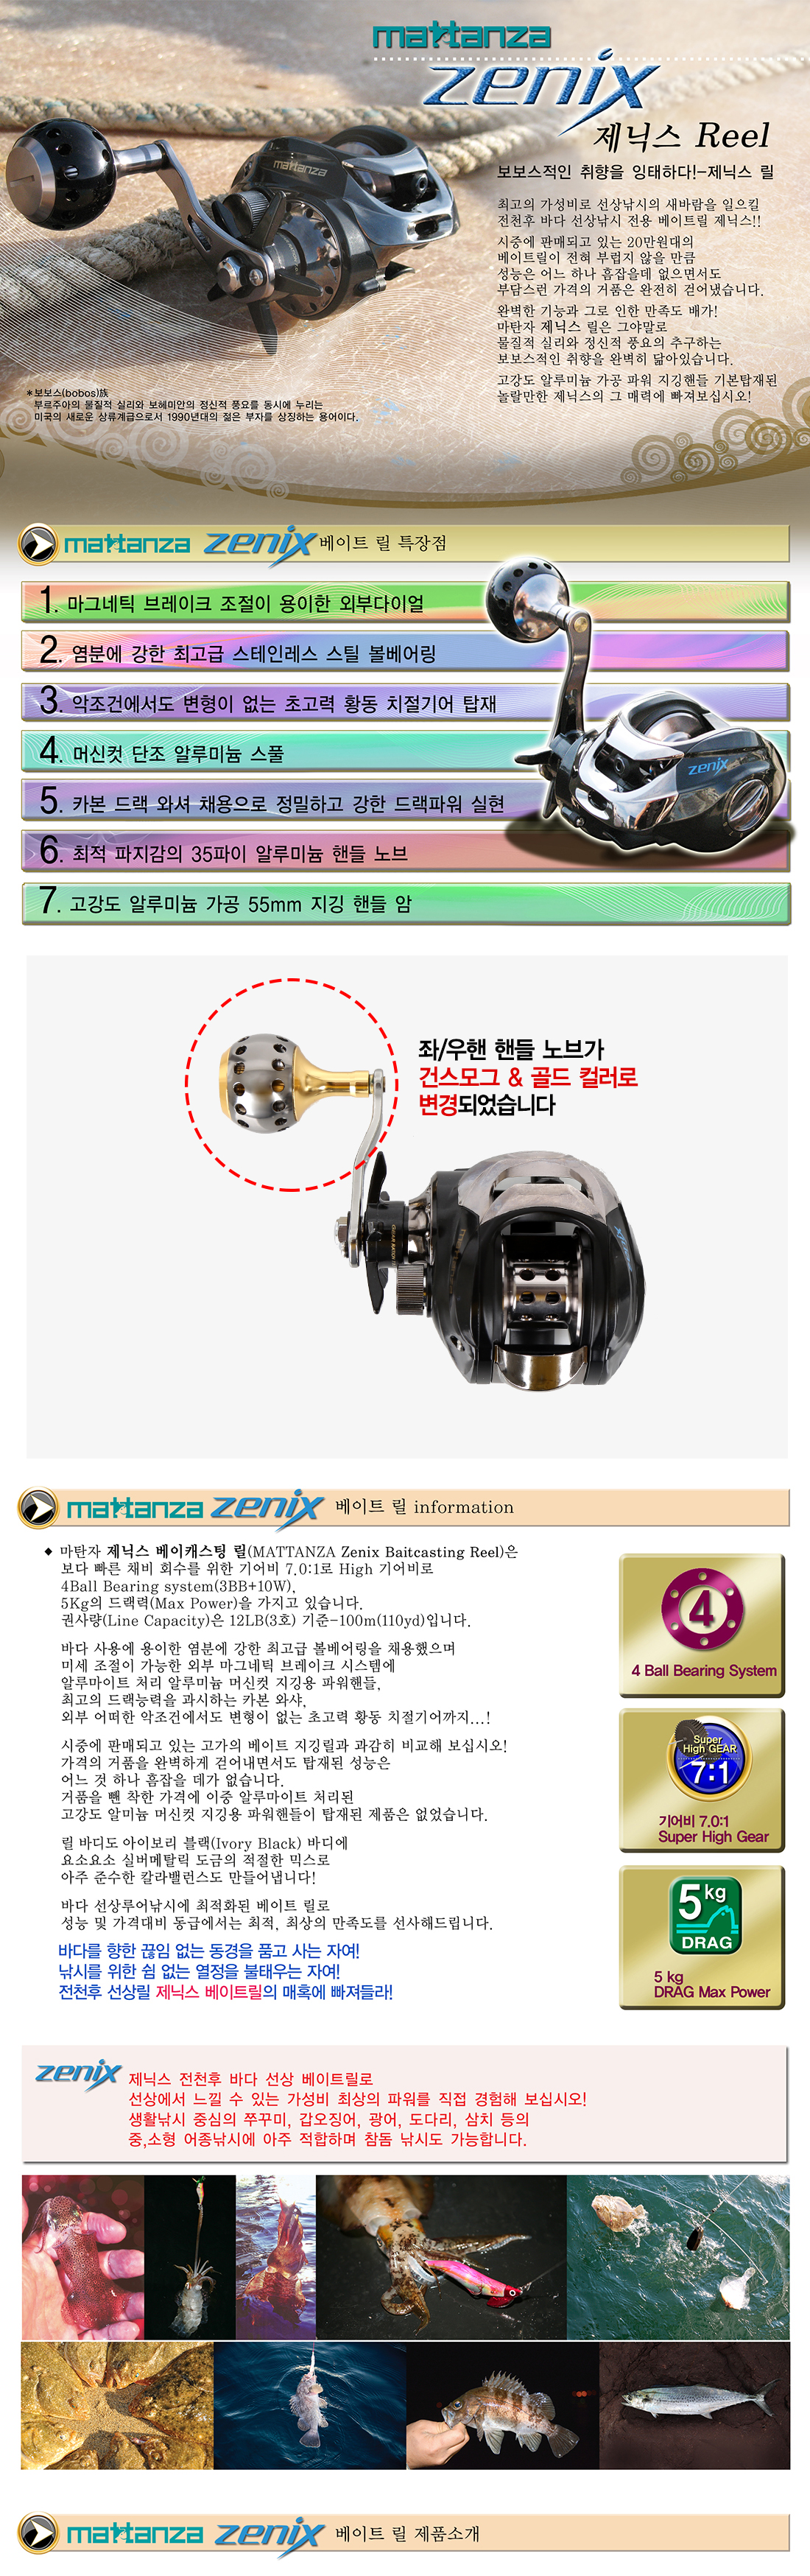 mattanza
zenix
제닉스 Reel
보보스적인 취향을 잉태하다!-제닉스 릴
최고의 가성비로 선상낚시의 새바람을 일으킬
전천후 바다 선상낚시 전용 베이트릴 제닉스!!
시중에 판매되고 있는 20만원대의
베이트릴이 전혀 부럽지 않을 만큼
성능은 어느 하나 흠잡을데 없으면서도
부담스런 가격의 거품은 완전히 걷어냈습니다.
완벽한 기능과 그로 인한 만족도 배가!
마탄자 제닉스 릴은 그야말로
물질적 실리와 정신적 풍요의 추구하는
보보스적인 취향을 완벽히 닮아있습니다.
고강도 알루미늄 가공 파워 지깅핸들 기본탑재된
놀랄만한 제닉스의 그 매력에 빠져보십시오!
*보보스(bobos)族
부르주아의 물질적 실리와 보헤미안의 정신적 풍요를 동시에 누리는
미국의 새로운 상류계급으로서 1990년대의 젊은 부자를 상징하는 용어이다.
mattanza zenix 베이트 릴 특장점
1. 마그네틱 브레이크 조절이 용이한 외부다이얼
2. 염분에 강한 최고급 스테인레스 스틸 볼베어링
3. 악조건에서도 변형이 없는 초고력 황동 치절기어 탑재
4. 머신컷 단조 알루미늄 스풀
5. 카본 드랙 와셔 채용으로 정밀하고 강한 드랙파워 실현
6. 최적 파지감의 35파이 알루미늄 핸들 노브
7. 고강도 알루미늄 가공 55mm 지깅 핸들 암
zenix
좌/우핸 핸들 노브가
건스모그 & 골드 컬러로
변경되었습니다
mattanza zenix 베이트 릴 information
◆ 마탄자 제닉스 베이캐스팅 릴(MATTANZA Zenix Baitcasting Reel)은
보다 빠른 채비 회수를 위한 기어비 7.0:1로 High 기어비로
4Ball Bearing system(3BB+10W),
5Kg의 드랙력(Max Power)을 가지고 있습니다.
권사량(Line Capacity)은 12LB(3호) 기준-100m(110yd)입니다.
바다 사용에 용이한 염분에 강한 최고급 볼베어링을 채용했으며
미세 조절이 가능한 외부 마그네틱 브레이크 시스템에
알루마이트 처리 알루미늄 머신컷 지깅용 파워핸들,
최고의 드랙능력을 과시하는 카본 와샤,
외부 어떠한 악조건에서도 변형이 없는 초고력 황동 치절기어까지...!
시중에 판매되고 있는 고가의 베이트 지깅릴과 과감히 비교해 보십시오!
가격의 거품을 완벽하게 걷어내면서도 탑재된 성능은
어느 것 하나 흠잡을 데가 없습니다.
거품을 뺀 착한 가격에 이중 알루마이트 처리된
고강도 알미늄 머신컷 지깅용 파워핸들이 탑재된 제품은 없었습니다.
릴 바디도 아이보리 블랙(Ivory Black) 바디에
요소요소 실버메탈릭 도금의 적절한 믹스로
아주 준수한 칼라밸런스도 만들어냅니다!
바다 선상루어낚시에 최적화된 베이트 릴로
성능 및 가격대비 동급에서는 최적, 최상의 만족도를 선사해드립니다.
바다를 향한 끊임 없는 동경을 품고 사는 자여!
낚시를 위한 쉼 없는 열정을 불태우는 자여!
전천후 선상릴 제닉스 베이트릴의 매혹에 빠져들라!
4
4 Ball Bearing System
Super
High GEAR
7:1
기어비 7.0:1
Super High Gear
5kg
DRAG
5 kg
DRAG Max Power
zenix 제닉스 전천후 바다 선상 베이트릴로
선상에서 느낄 수 있는 가성비 최상의 파워를 직접 경험해 보십시오!
생활낚시 중심의 쭈꾸미, 갑오징어, 광어, 도다리, 삼치 등의
중,소형 어종낚시에 아주 적합하며 참돔 낚시도 가능합니다.
mattanza zenix 베이트 릴 제품소개